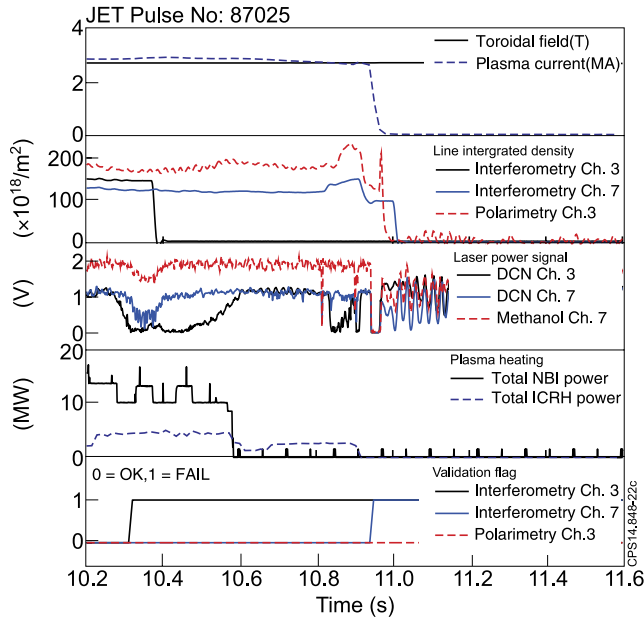 JET Pulse No: 87025
4
2
0
Toroidal field(T)
Plasma current(MA)
(×10¹⁸/m²)
200
100
0
Line intergrated density
Interferometry Ch. 3
Interferometry Ch. 7
Polarimetry Ch.3
(V)
2
1
0
Laser power signal
DCN Ch. 3
DCN Ch. 7
Methanol Ch. 7
(MW)
20
10
0
Plasma heating
Total NBI power
Total ICRH power
0 = OK,1 = FAIL
1
0
Validation flag
Interferometry Ch. 3
Interferometry Ch. 7
Polarimetry Ch.3
CPS14.848-22c
10.2 10.4 10.6 10.8 11.0 11.2 11.4 11.6
Time (s)